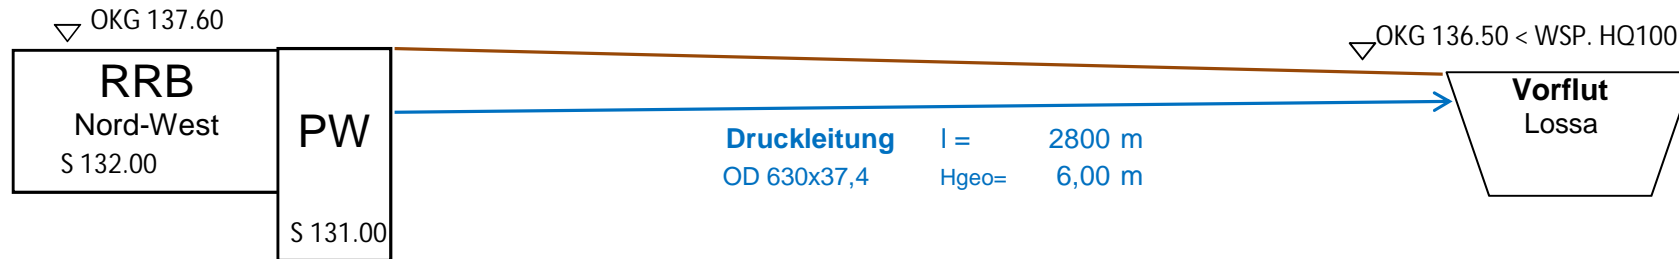 OKG 137.60
RRB
Nord-West
S 132.00
PW
S 131.00
Druckleitung l = 2800 m
OD 630x37,4 Hgeo= 6,00 m
OKG 136.50 < WSP. HQ100
Vorflut
Lossa